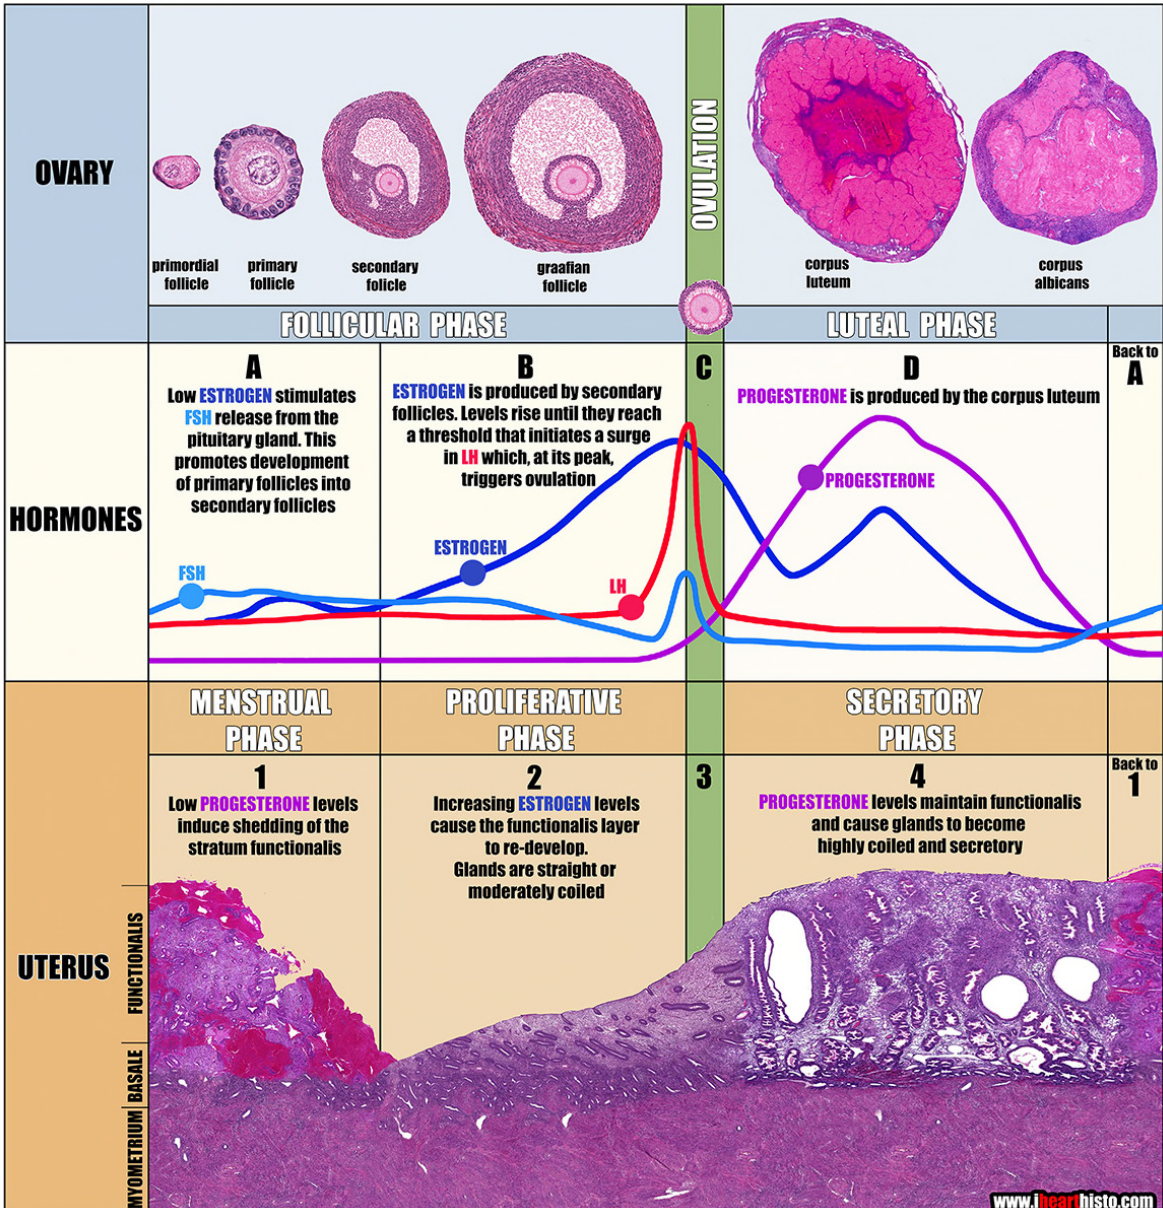 OVARY
primordial
follicle
primary
follicle
secondary
folicle
graafian
follicle
OVULATION
corpus
luteum
corpus
albicans
FOLLICULAR PHASE
LUTEAL PHASE
HORMONES
A
Low ESTROGEN stimulates
FSH release from the
pituitary gland. This
promotes development
of primary follicles into
secondary follicles
B
ESTROGEN is produced by secondary
follicles. Levels rise until they reach
a threshold that initiates a surge
in LH which, at its peak,
triggers ovulation
C
D
PROGESTERONE is produced by the corpus luteum
Back to
A
FSH
ESTROGEN
LH
PROGESTERONE
MENSTRUAL
PHASE
PROLIFERATIVE
PHASE
SECRETORY
PHASE
UTERUS
1
Low PROGESTERONE levels
induce shedding of the
stratum functionalis
2
Increasing ESTROGEN levels
cause the functionalis layer
to re-develop.
Glands are straight or
moderately coiled
3
4
PROGESTERONE levels maintain functionalis
and cause glands to become
highly coiled and secretory
Back to
1
FUNCTIONALIS
BASALE
MYOMETRIUM
www.ihearthisto.com